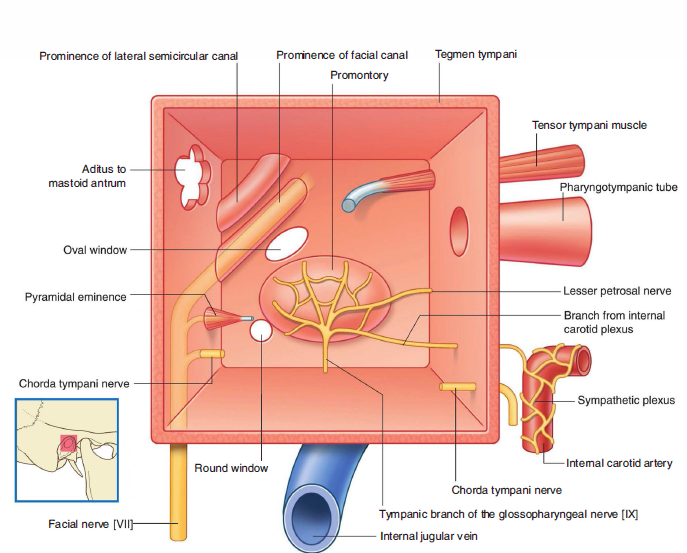 Prominence of lateral semicircular canal
Prominence of facial canal
Tegmen tympani
Promontory
Tensor tympani muscle
Aditus to
mastoid antrum
Pharyngotympanic tube
Oval window
Pyramidal eminence
Lesser petrosal nerve
Branch from internal
carotid plexus
Chorda tympani nerve
Sympathetic plexus
Round window
Internal carotid artery
Chorda tympani nerve
Tympanic branch of the glossopharyngeal nerve [IX]
Facial nerve [VII]
Internal jugular vein